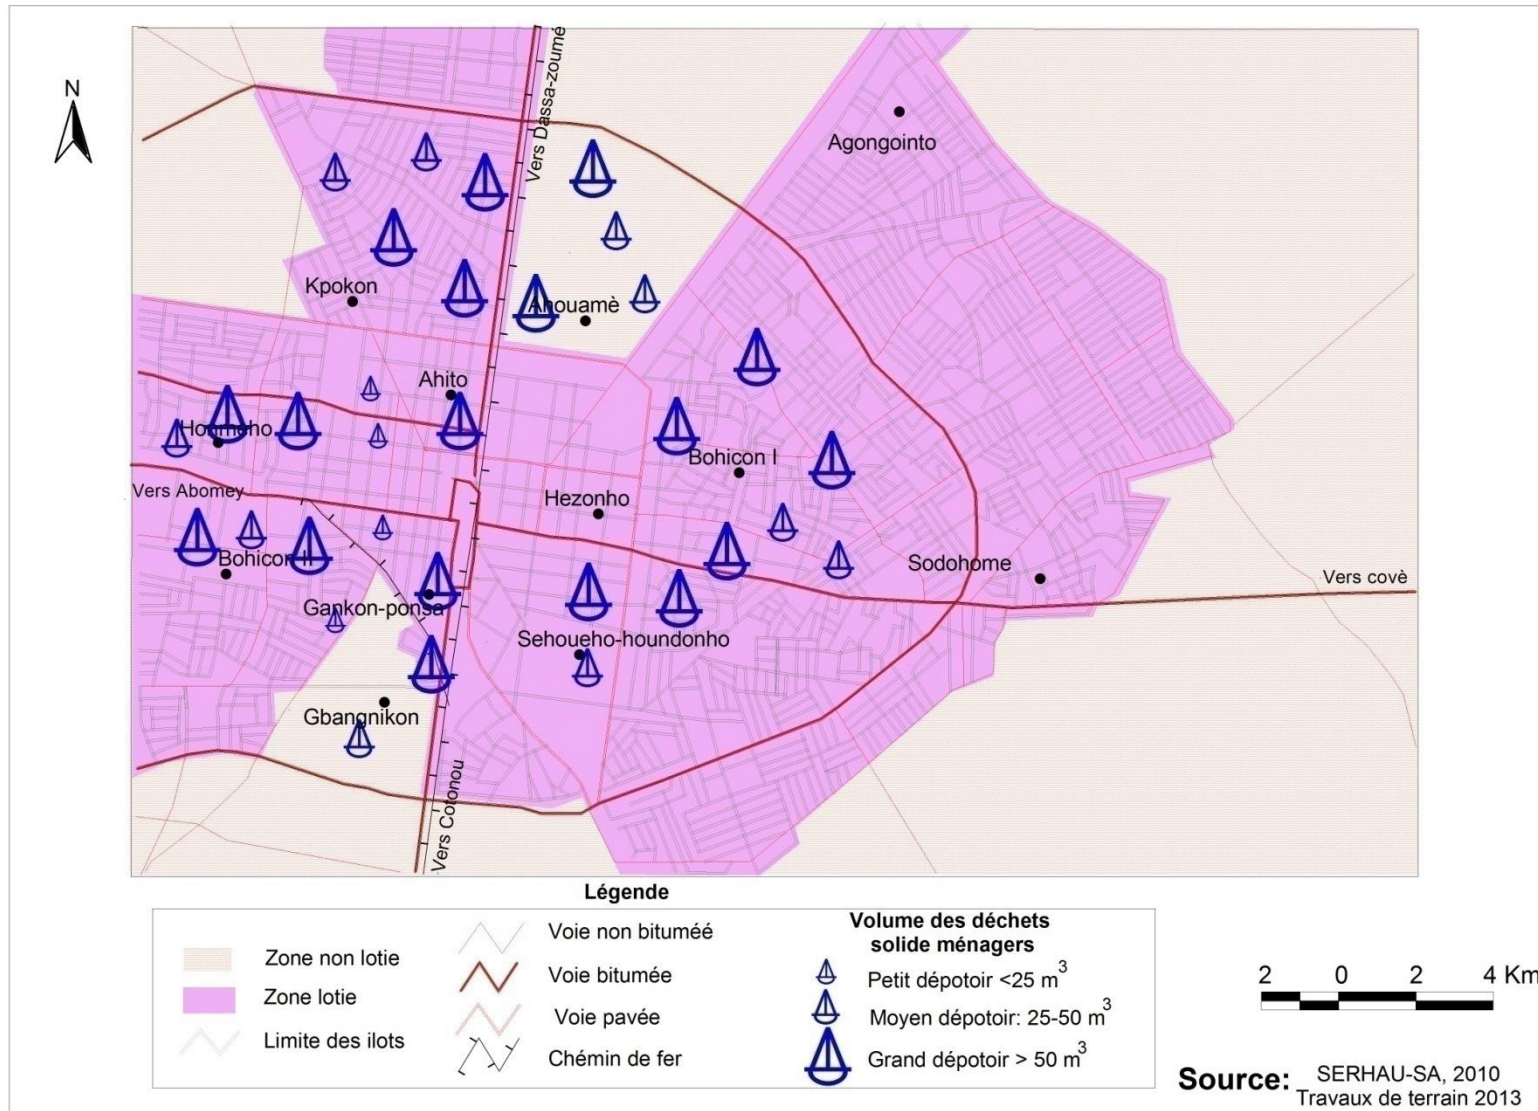 N
Vers Dassa-zoumé
Agongointo
Kpokon
Ahouamè
Ahito
Houmeho
Bohicon I
Vers Abomey
Hezonho
Bohicon II
Sodohome
Vers covè
Gankon-ponsa
Sehoueho-houndonho
Gbangnikon
Vers Cotonou
Légende
Zone non lotie
Zone lotie
Limite des ilots
Voie non bituméé
Voie bitumée
Voie pavée
Chémin de fer
Volume des déchets
solide ménagers
Petit dépotoir <25 m³
Moyen dépotoir: 25-50 m³
Grand dépotoir > 50 m³
2 0 2 4 Km
Source: SERHAU-SA, 2010
Travaux de terrain 2013